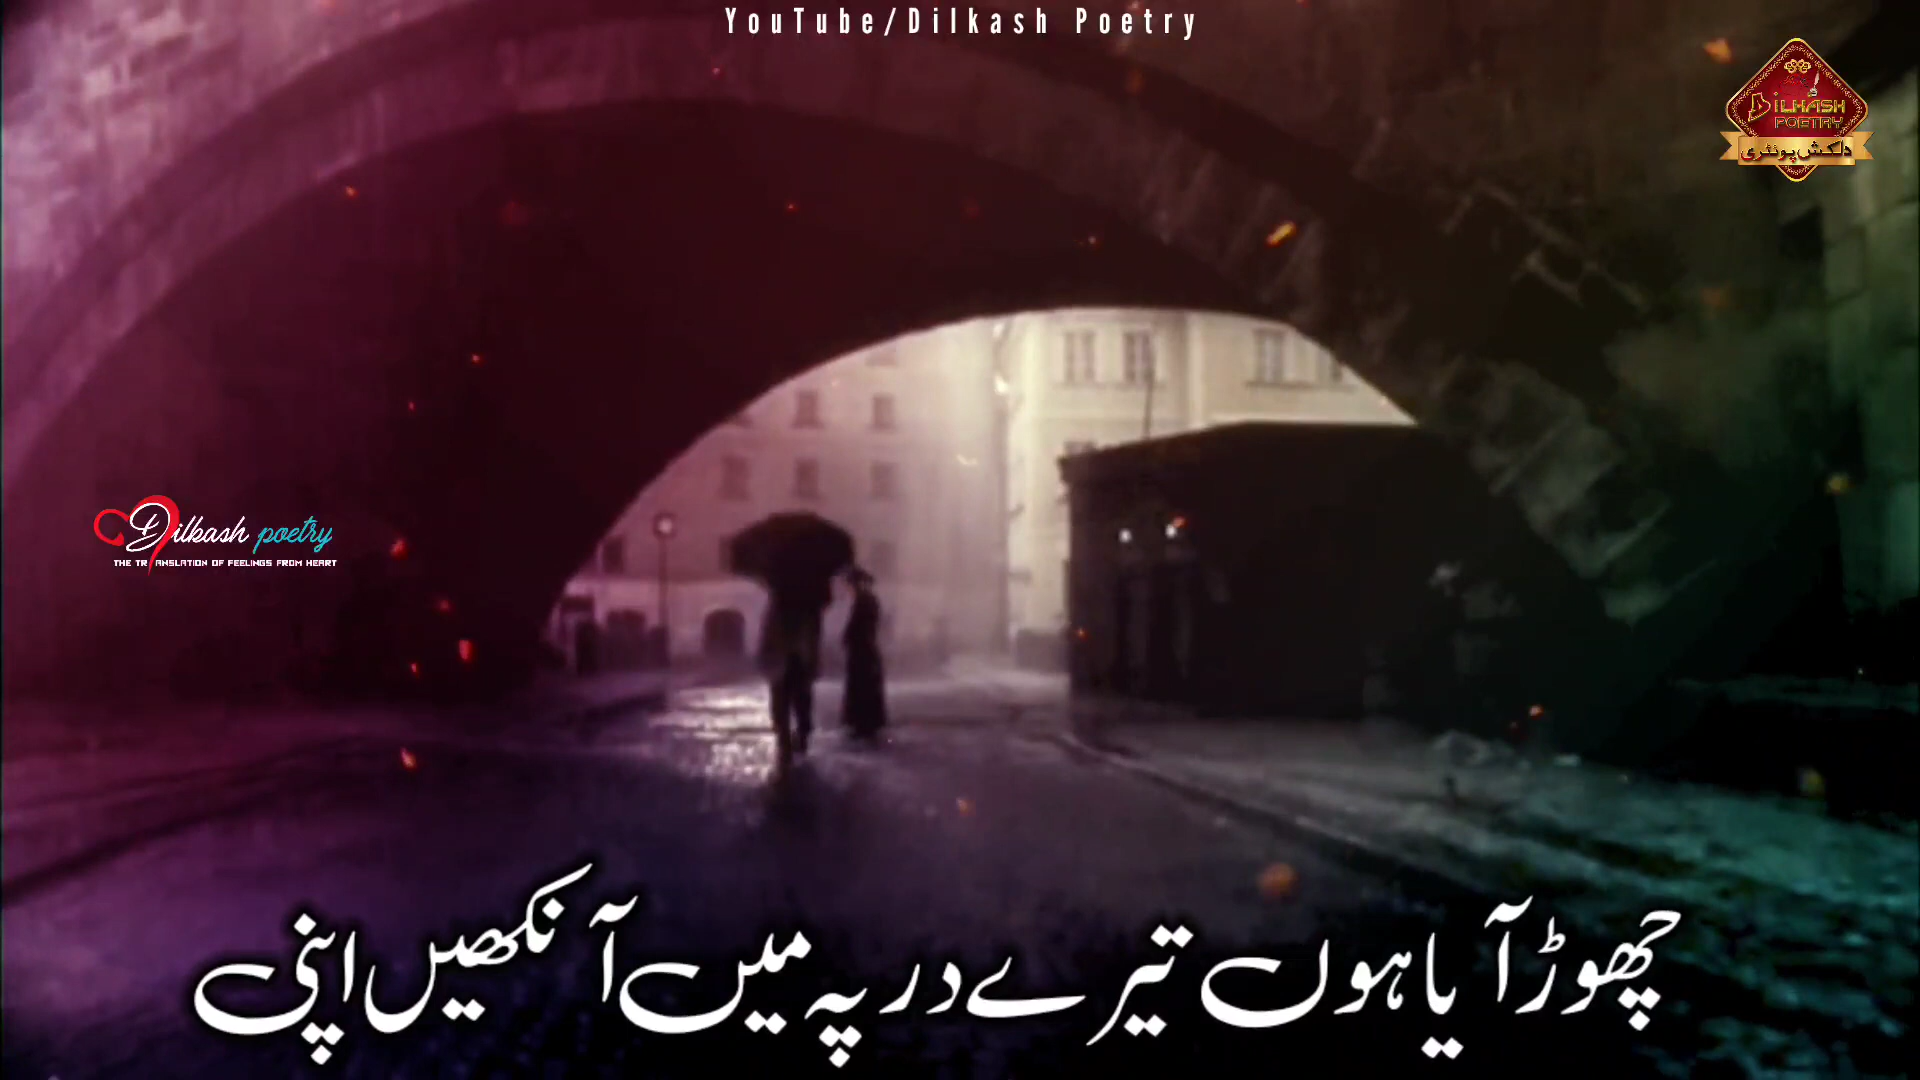 YouTube/Dilkash Poetry
DILKASH
POETRY
دلکش پوئٹری
Dilkash poetry
THE TRANSLATION OF FEELINGS FROM HEART
چھوڑ آیا ہوں تیرے در پہ میں آنکھیں اپنی